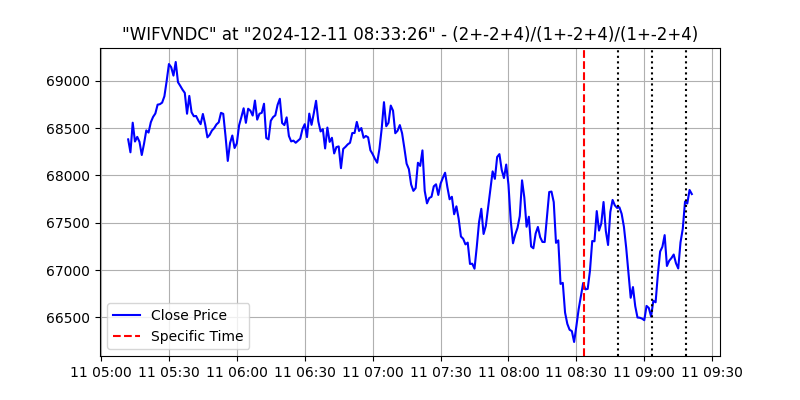 "WIFVNDC" at "2024-12-11 08:33:26" - (2+-2+4)/(1+-2+4)/(1+-2+4)
69000
68500
68000
67500
67000
66500
Close Price
Specific Time
11 05:00 11 05:30 11 06:00 11 06:30 11 07:00 11 07:30 11 08:00 11 08:30 11 09:00 11 09:30